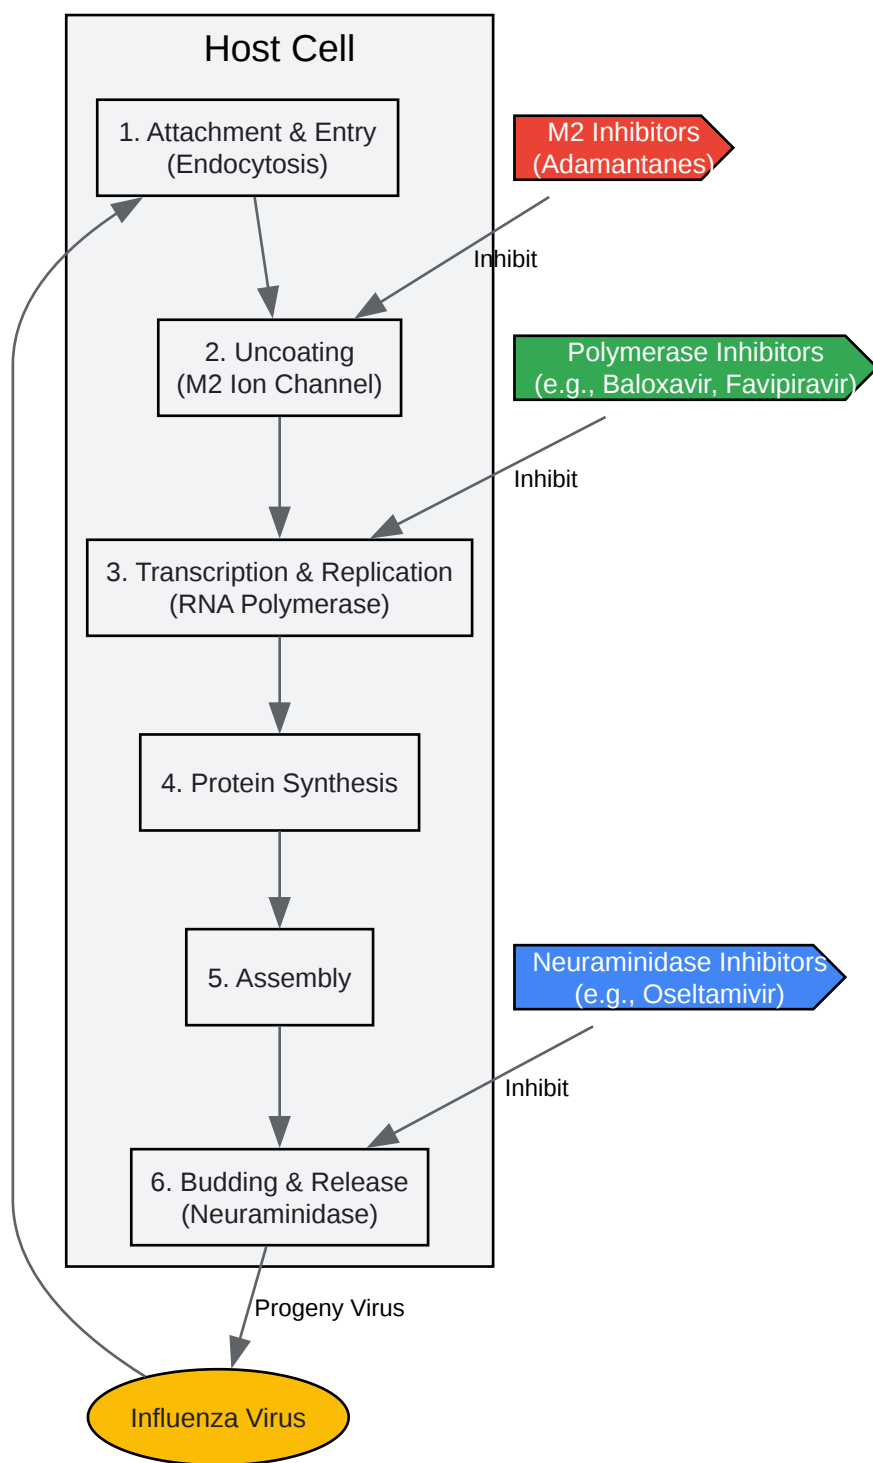 Host Cell
1. Attachment & Entry
(Endocytosis)
M2 Inhibitors
(Adamantanes)
Inhibit
2. Uncoating
(M2 Ion Channel)
Polymerase Inhibitors
(e.g., Baloxavir, Favipiravir)
Inhibit
3. Transcription & Replication
(RNA Polymerase)
4. Protein Synthesis
5. Assembly
Neuraminidase Inhibitors
(e.g., Oseltamivir)
Inhibit
6. Budding & Release
(Neuraminidase)
Progeny Virus
Influenza Virus